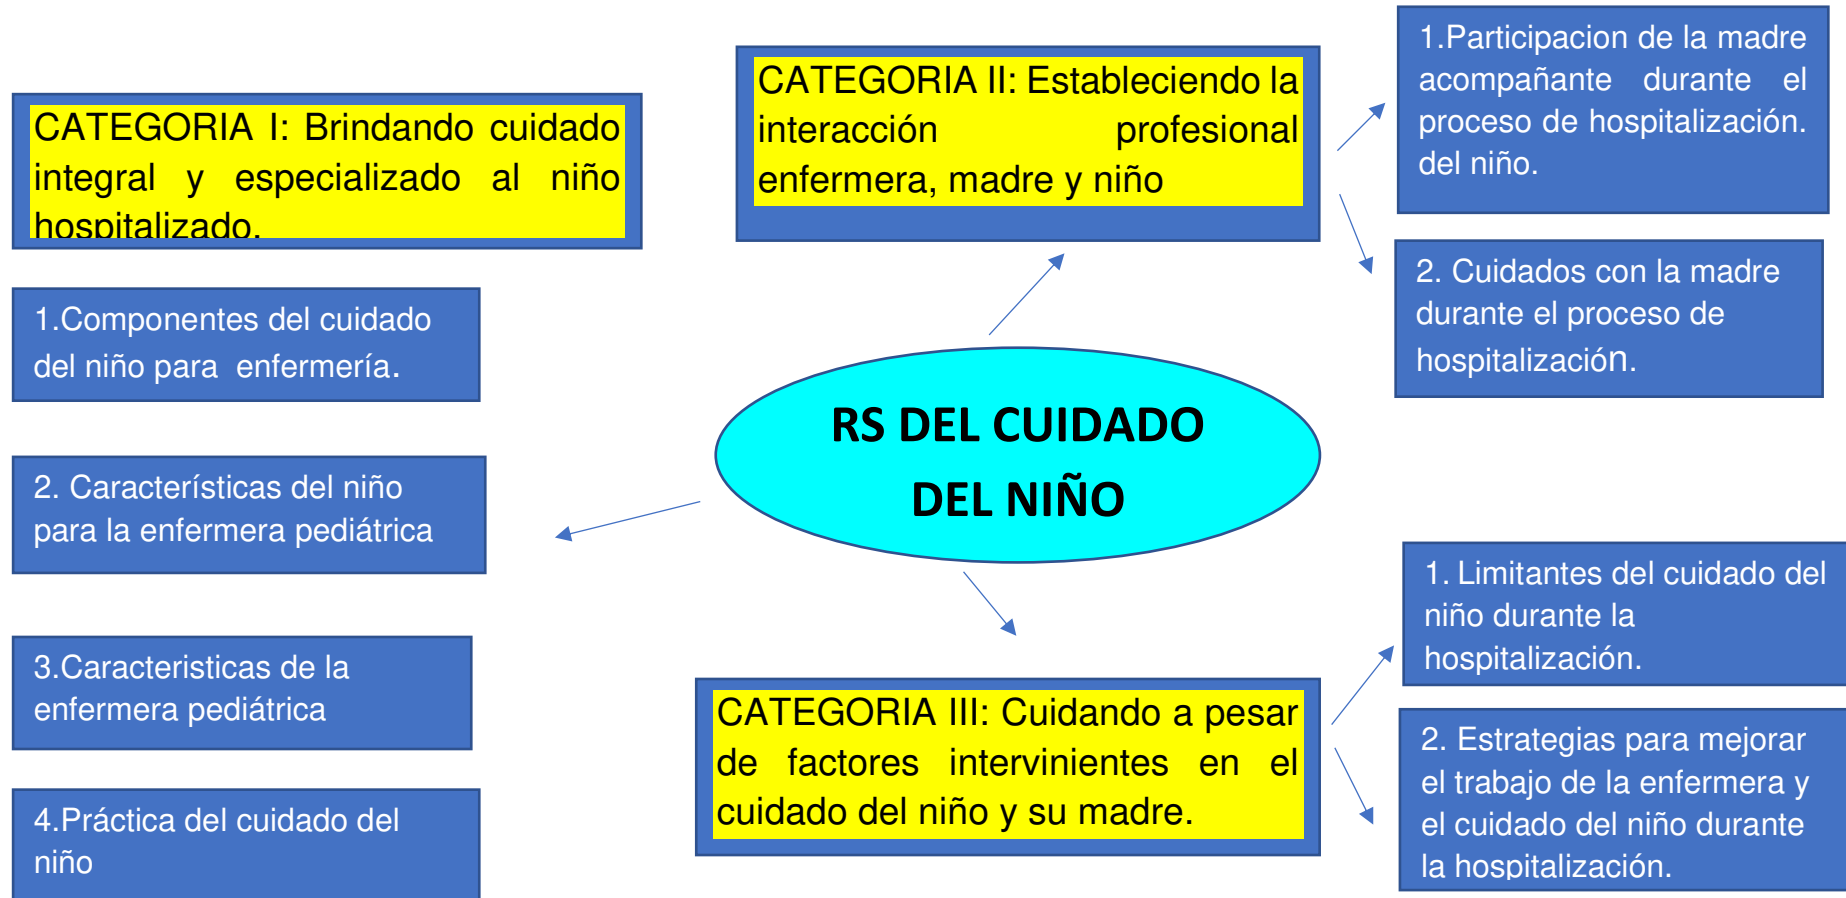 CATEGORIA I: Brindando cuidado
integral y especializado al niño
hospitalizado.
1.Componentes del cuidado
del niño para enfermería.
2. Características del niño
para la enfermera pediátrica
3.Caracteristicas de la
enfermera pediátrica
4.Práctica del cuidado del
niño
CATEGORIA II: Estableciendo la
interacción profesional
enfermera, madre y niño
1.Participacion de la madre
acompañante durante el
proceso de hospitalización.
del niño.
2. Cuidados con la madre
durante el proceso de
hospitalización.
RS DEL CUIDADO
DEL NIÑO
CATEGORIA III: Cuidando a pesar
de factores intervinientes en el
cuidado del niño y su madre.
1. Limitantes del cuidado del
niño durante la
hospitalización.
2. Estrategias para mejorar
el trabajo de la enfermera y
el cuidado del niño durante
la hospitalización.